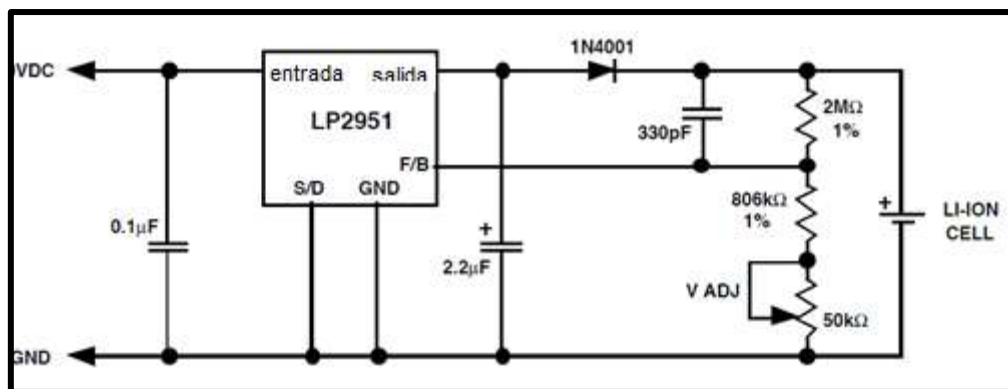 1N4001
VDC
entrada
salida
LP2951
F/B
S/D
GND
0.1μF
+
2.2μF
330pF
2MΩ
1%
806kΩ
1%
V ADJ
50kΩ
+
LI-ION
CELL
GND